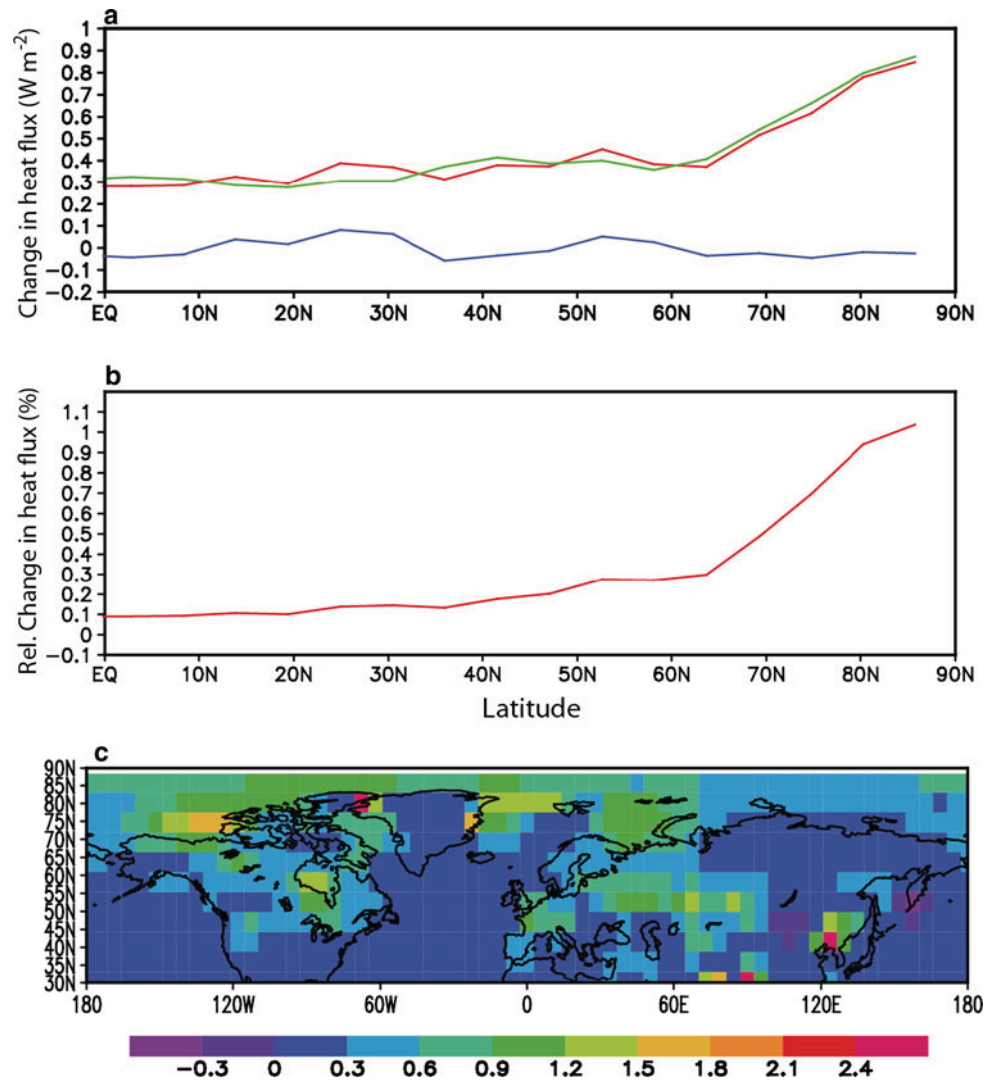 a
Change in heat flux (W m⁻²)
1
0.9
0.8
0.7
0.6
0.5
0.4
0.3
0.2
0.1
0
−0.1
−0.2
EQ 10N 20N 30N 40N 50N 60N 70N 80N 90N
b
Rel. Change in heat flux (%)
1.1
1
0.9
0.8
0.7
0.6
0.5
0.4
0.3
0.2
0.1
0
−0.1
EQ 10N 20N 30N 40N 50N 60N 70N 80N 90N
Latitude
c
90N
85N
80N
75N
70N
65N
60N
55N
50N
45N
40N
35N
30N
180 120W 60W 0 60E 120E 180
−0.3 0 0.3 0.6 0.9 1.2 1.5 1.8 2.1 2.4